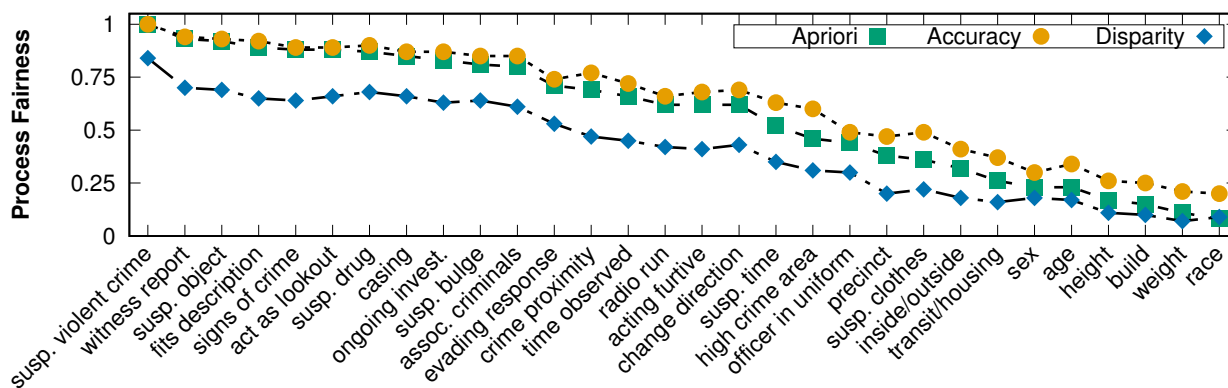 Process Fairness
1
0.75
0.5
0.25
0
Apriori
Accuracy
Disparity
susp. violent crime
witness report
susp. object
fits description
signs of crime
act as lookout
susp. drug
casing
ongoing invest.
susp. bulge
assoc. criminals
evading response
crime proximity
time observed
radio run
acting furtive
change direction
susp. time
high crime area
officer in uniform
precinct
susp. clothes
inside/outside
transit/housing
sex
age
height
build
weight
race